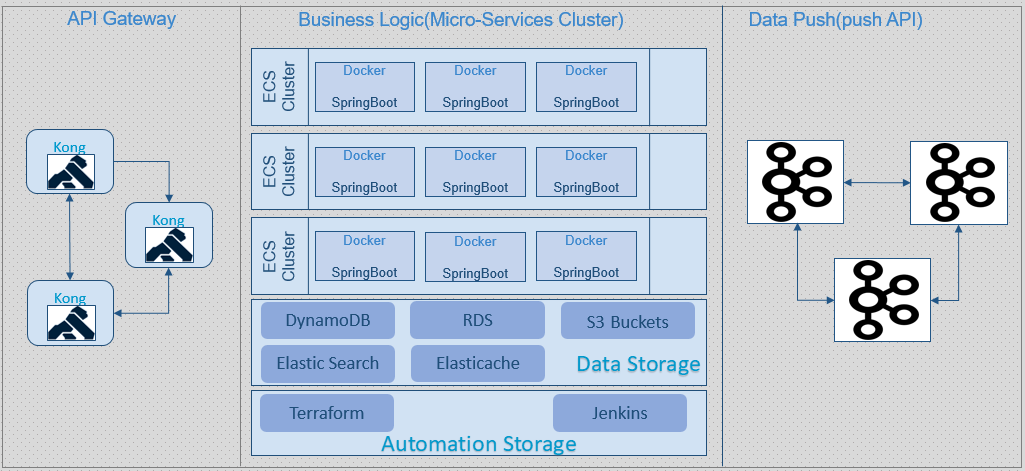 API Gateway
Business Logic(Micro-Services Cluster)
Data Push(push API)
Kong
Kong
Kong
ECS
Cluster
Docker
SpringBoot
Docker
SpringBoot
Docker
SpringBoot
ECS
Cluster
Docker
SpringBoot
Docker
SpringBoot
Docker
SpringBoot
ECS
Cluster
Docker
SpringBoot
Docker
SpringBoot
Docker
SpringBoot
DynamoDB
RDS
S3 Buckets
Elastic Search
Elasticache
Data Storage
Terraform
Jenkins
Automation Storage